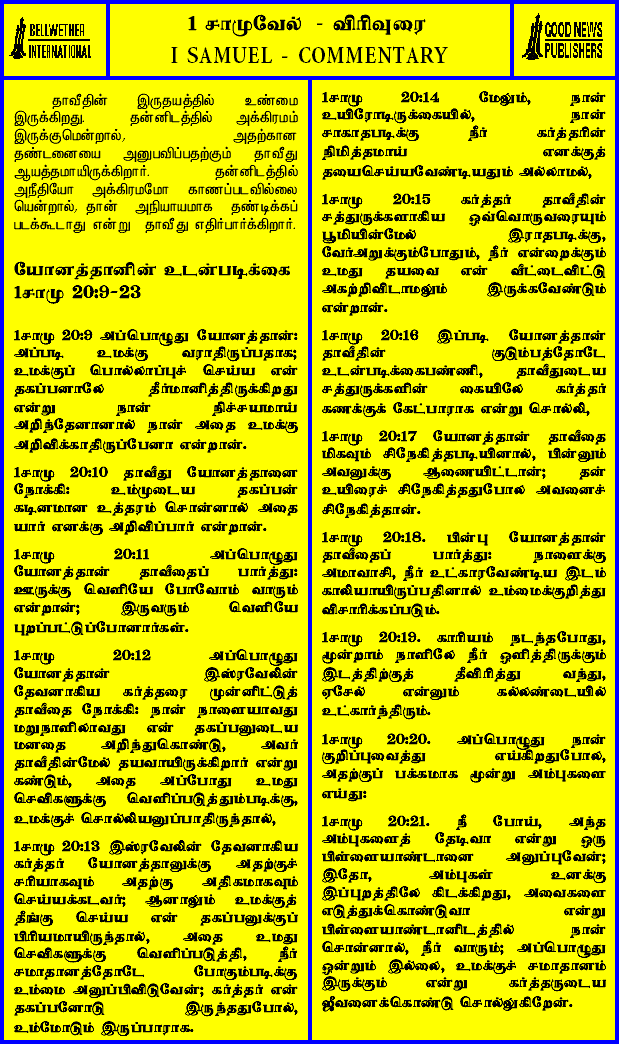 BELLWETHER
INTERNATIONAL
1 சாமுவேல் - விரிவுரை
I SAMUEL - COMMENTARY
GOOD NEWS
PUBLISHERS
தாவீதின் இருதயத்தில் உண்மை
இருக்கிறது. தன்னிடத்தில் அக்கிரமம்
இருக்குமென்றால், அதற்கான
தண்டனையை அனுபவிப்பதற்கும் தாவீது
ஆயத்தமாயிருக்கிறார். தன்னிடத்தில்
அநீதியோ அக்கிரமமோ காணப்படவில்லை
யென்றால், தான் அநியாயமாக தண்டிக்கப்
படக்கூடாது என்று தாவீது எதிர்பார்க்கிறார்.
யோனத்தானின் உடன்படிக்கை
1சாமு 20:9-23
1சாமு 20:9 அப்பொழுது யோனத்தான்:
அப்படி உமக்கு வராதிருப்பதாக;
உமக்குப் பொல்லாப்புச் செய்ய என்
தகப்பனாலே தீர்மானித்திருக்கிறது
என்று நான் நிச்சயமாய்
அறிந்தேனானால் நான் அதை உமக்கு
அறிவிக்காதிருப்பேனா என்றான்.
1சாமு 20:10 தாவீது யோனத்தானை
நோக்கி: உம்முடைய தகப்பன்
கடினமான உத்தரம் சொன்னால் அதை
யார் எனக்கு அறிவிப்பார் என்றான்.
1சாமு 20:11 அப்பொழுது
யோனத்தான் தாவீதைப் பார்த்து:
ஊருக்கு வெளியே போவோம் வாரும்
என்றான்; இருவரும் வெளியே
புறப்பட்டுப்போனார்கள்.
1சாமு 20:12 அப்பொழுது
யோனத்தான் இஸ்ரவேலின்
தேவனாகிய கர்த்தரை முன்னிட்டுத்
தாவீதை நோக்கி: நான் நாளையாவது
மறுநாளிலாவது என் தகப்பனுடைய
மனதை அறிந்துகொண்டு, அவர்
தாவீதின்மேல் தயவாயிருக்கிறார் என்று
கண்டும், அதை அப்போது உமது
செவிகளுக்கு வெளிப்படுத்தும்படிக்கு,
உமக்குச் சொல்லியனுப்பாதிருந்தால்,
1சாமு 20:13 இஸ்ரவேலின் தேவனாகிய
கர்த்தர் யோனத்தானுக்கு அதற்குச்
சரியாகவும் அதற்கு அதிகமாகவும்
செய்யக்கடவர்; ஆனாலும் உமக்குத்
தீங்கு செய்ய என் தகப்பனுக்குப்
பிரியமாயிருந்தால், அதை உமது
செவிகளுக்கு வெளிப்படுத்தி, நீர்
சமாதானத்தோடே போகும்படிக்கு
உம்மை அனுப்பிவிடுவேன்; கர்த்தர் என்
தகப்பனோடு இருந்ததுபோல்,
உம்மோடும் இருப்பாராக.
1சாமு 20:14 மேலும், நான்
உயிரோடிருக்கையில், நான்
சாகாதபடிக்கு நீர் கர்த்தரின்
நிமித்தமாய் எனக்குத்
தயைசெய்யவேண்டியதும் அல்லாமல்,
1சாமு 20:15 கர்த்தர் தாவீதின்
சத்துருக்களாகிய ஒவ்வொருவரையும்
பூமியின்மேல் இராதபடிக்கு,
வேர்அறுக்கும்போதும், நீர் என்றைக்கும்
உமது தயவை என் வீட்டைவிட்டு
அகற்றிவிடாமலும் இருக்கவேண்டும்
என்றான்.
1சாமு 20:16 இப்படி யோனத்தான்
தாவீதின் குடும்பத்தோடே
உடன்படிக்கைபண்ணி, தாவீதுடைய
சத்துருக்களின் கையிலே கர்த்தர்
கணக்குக் கேட்பாராக என்று சொல்லி,
1சாமு 20:17 யோனத்தான் தாவீதை
மிகவும் சிநேகித்தபடியினால், பின்னும்
அவனுக்கு ஆணையிட்டான்; தன்
உயிரைச் சிநேகித்ததுபோல் அவனைச்
சிநேகித்தான்.
1சாமு 20:18. பின்பு யோனத்தான்
தாவீதைப் பார்த்து: நாளைக்கு
அமாவாசி, நீர் உட்காரவேண்டிய இடம்
காலியாயிருப்பதினால் உம்மைக்குறித்து
விசாரிக்கப்படும்.
1சாமு 20:19. காரியம் நடந்தபோது,
மூன்றாம் நாளிலே நீர் ஒளித்திருக்கும்
இடத்திற்குத் தீவிரித்து வந்து,
ஏசேல் என்னும் கல்லண்டையில்
உட்கார்ந்திரும்.
1சாமு 20:20. அப்பொழுது நான்
குறிப்புவைத்து எய்கிறதுபோல,
அதற்குப் பக்கமாக மூன்று அம்புகளை
எய்து:
1சாமு 20:21. நீ போய், அந்த
அம்புகளைத் தேடிவா என்று ஒரு
பிள்ளையாண்டானை அனுப்புவேன்;
இதோ, அம்புகள் உனக்கு
இப்புறத்திலே கிடக்கிறது, அவைகளை
எடுத்துக்கொண்டுவா என்று
பிள்ளையாண்டானிடத்தில் நான்
சொன்னால், நீர் வாரும்; அப்பொழுது
ஒன்றும் இல்லை, உமக்குச் சமாதானம்
இருக்கும் என்று கர்த்தருடைய
ஜீவனைக்கொண்டு சொல்லுகிறேன்.